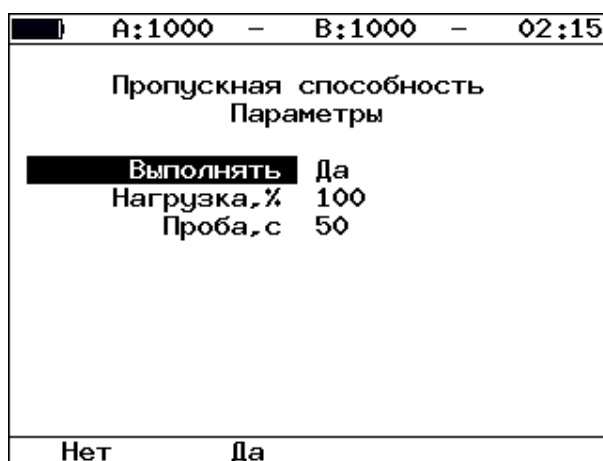 A:1000 – B:1000 – 02:15
Пропускная способность
Параметры
Выполнять Да
Нагрузка,% 100
Проба,с 50
Нет Да